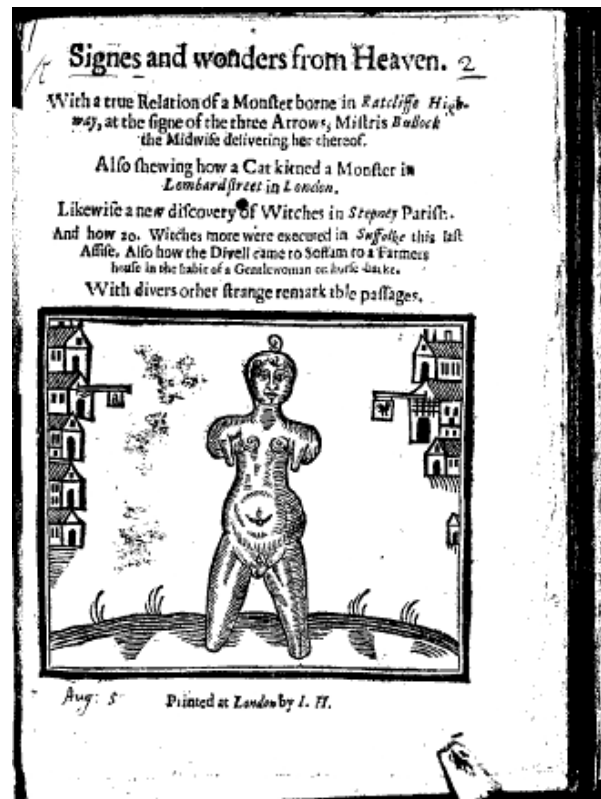 Signes and wonders from Heaven. 2
With a true Relation of a Monſter borne in Ratcliffe High-
way, at the ſigne of the three Arrows, Miſtris Bullock
the Midwife delivering her thereof.
Alſo ſhewing how a Cat kitned a Monſter in
Lombardſtreet in London.
Likewiſe a new diſcovery of Witches in Stepney Pariſh.
And how 20. Witches more were executed in Suffolke this laſt
Aſſiſe. Alſo how the Divell came to Soffam to a Farmers
houſe in the habit of a Gentlewoman on horſe-backe.
With divers other ſtrange remarkable paſſages.
Aug: 5
Printed at London by I. H.